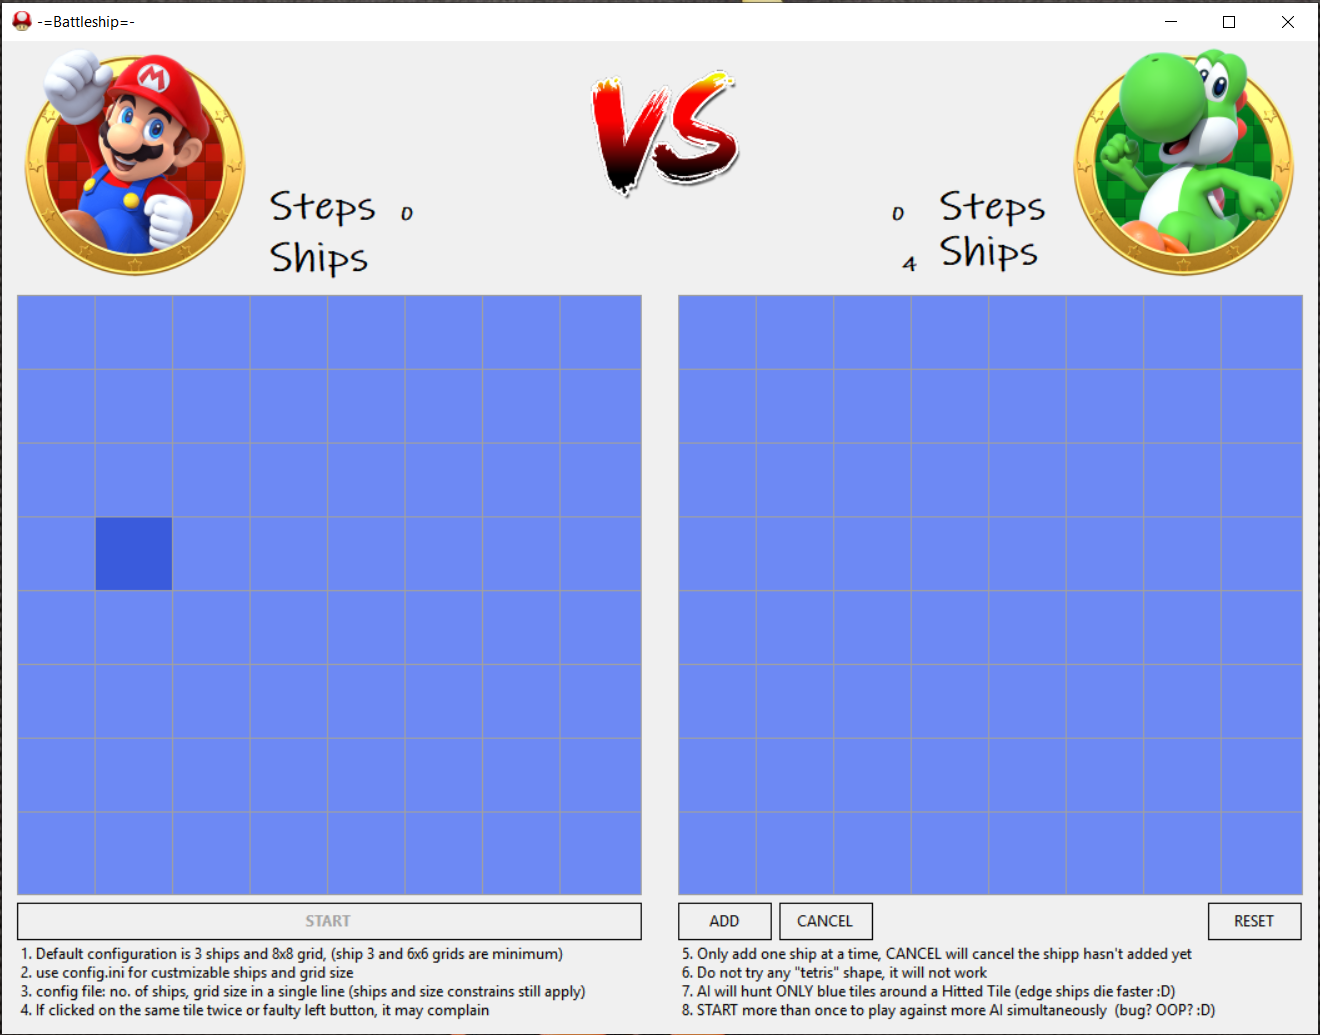 -=Battleship=-
M
VS
Steps 0
0 Steps
Ships
4 Ships
START
ADD CANCEL RESET
1. Default configuration is 3 ships and 8x8 grid, (ship 3 and 6x6 grids are minimum)
2. use config.ini for custmizable ships and grid size
3. config file: no. of ships, grid size in a single line (ships and size constrains still apply)
4. If clicked on the same tile twice or faulty left button, it may complain
5. Only add one ship at a time, CANCEL will cancel the shipp hasn't added yet
6. Do not try any "tetris" shape, it will not work
7. AI will hunt ONLY blue tiles around a Hitted Tile (edge ships die faster :D)
8. START more than once to play against more AI simultaneously (bug? OOP? :D)